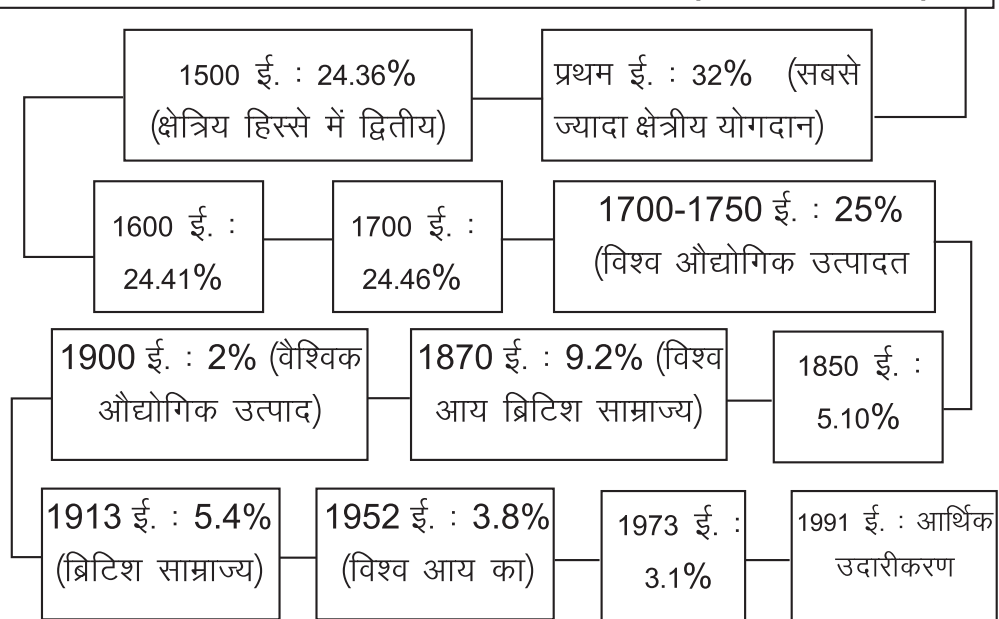 1500 ई. : 24.36%
(क्षेत्रिय हिस्से में द्वितीय)
प्रथम ई. : 32% (सबसे
ज्यादा क्षेत्रीय योगदान)
1600 ई. :
24.41%
1700 ई. :
24.46%
1700-1750 ई. : 25%
(विश्व औद्योगिक उत्पादत
1900 ई. : 2% (वैश्विक
औद्योगिक उत्पाद)
1870 ई. : 9.2% (विश्व
आय ब्रिटिश साम्राज्य)
1850 ई. :
5.10%
1913 ई. : 5.4%
(ब्रिटिश साम्राज्य)
1952 ई. : 3.8%
(विश्व आय का)
1973 ई. :
3.1%
1991 ई. : आर्थिक
उदारीकरण